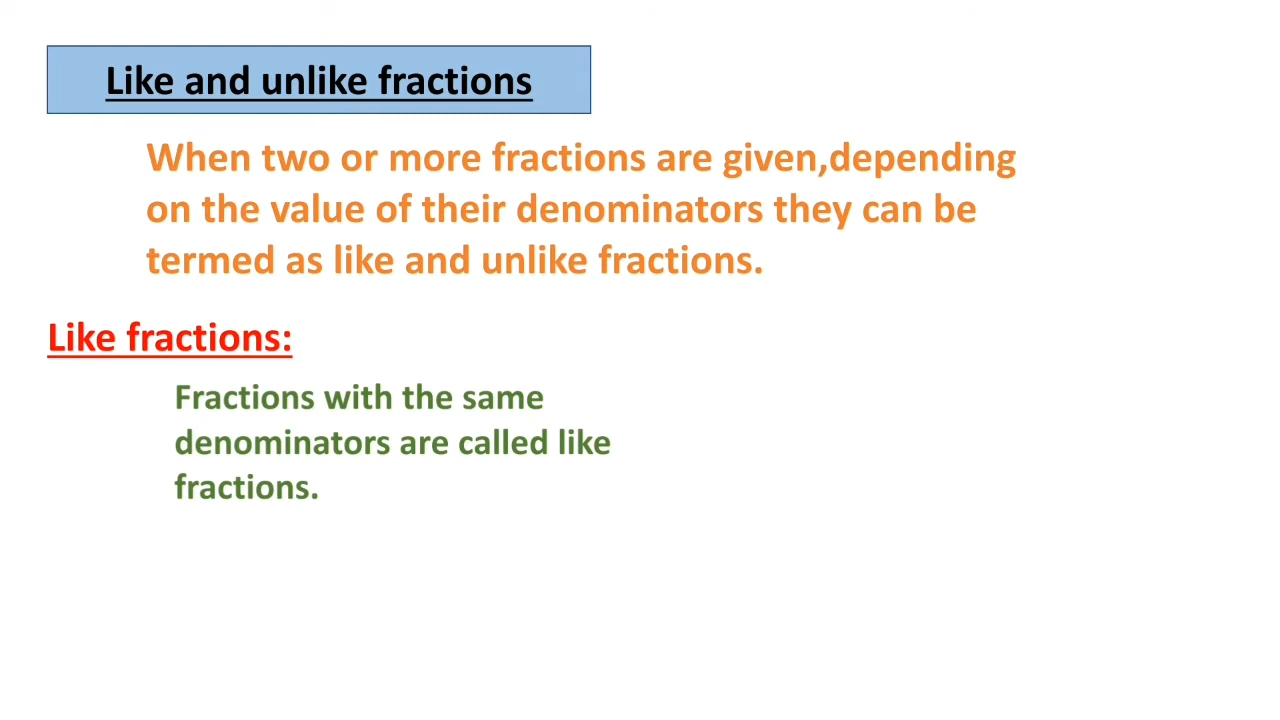 Like and unlike fractions
When two or more fractions are given,depending
on the value of their denominators they can be
termed as like and unlike fractions.
Like fractions:
Fractions with the same
denominators are called like
fractions.